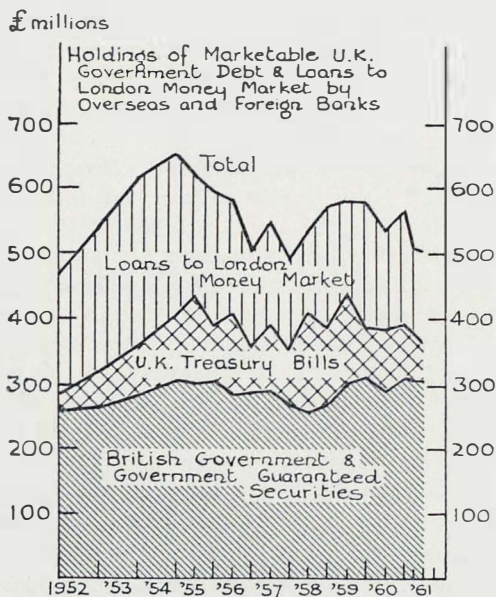 £ millions
Holdings of Marketable U.K.
Government Debt & Loans to
London Money Market by
Overseas and Foreign Banks
700
700
Total
600
600
500
500
Loans to London
Money Market
400
400
U.K. Treasury Bills
300
300
200
200
British Government &
Government Guaranteed
Securities
100
100
1952 '53 '54 '55 '56 '57 '58 '59 '60 '61